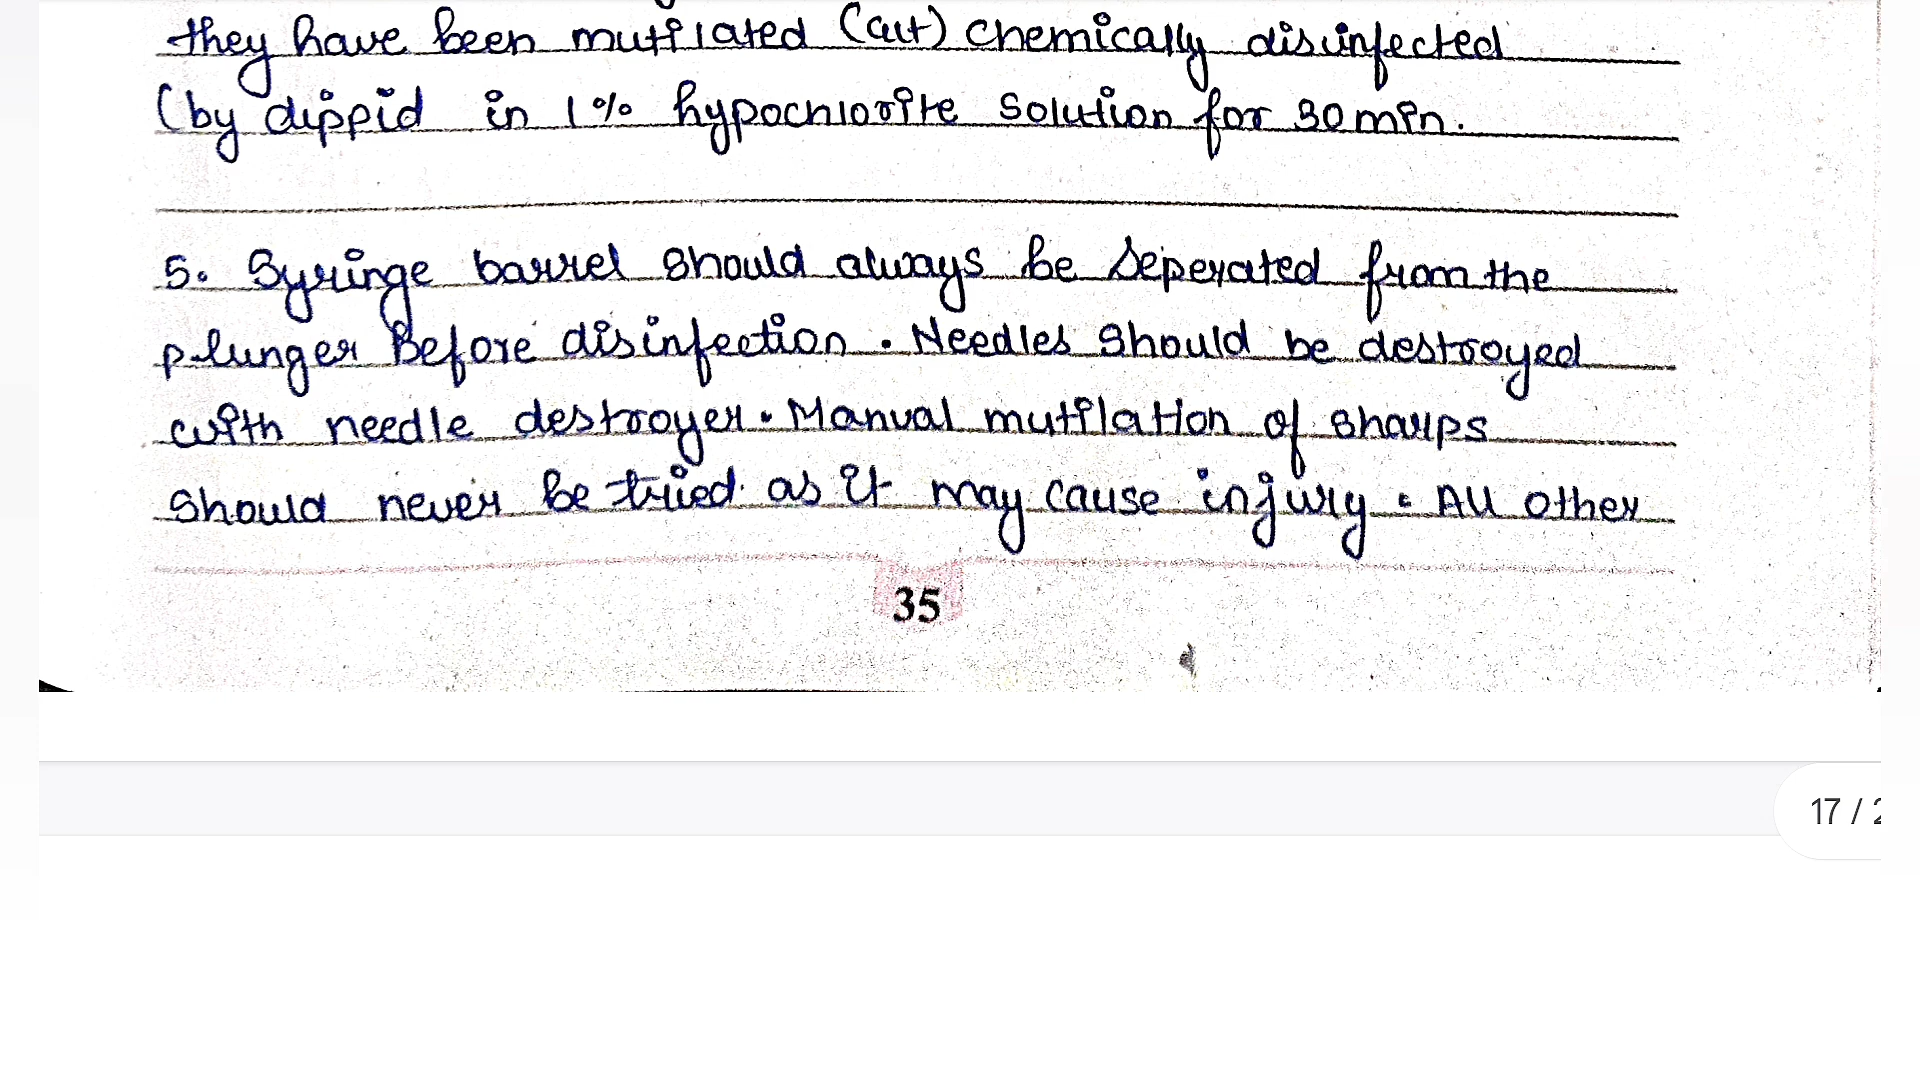 they have been mutilated (cut) chemically disinfected
(by dippid in 1% hypochlorite solution for 30 min.
5. Syringe barrel should always be seperated from the
plunger Before disinfection. Needles should be destroyed
with needle destroyer. Manual mutilation of sharps
should never be tried as it may cause injury. All other
35
17 / 2